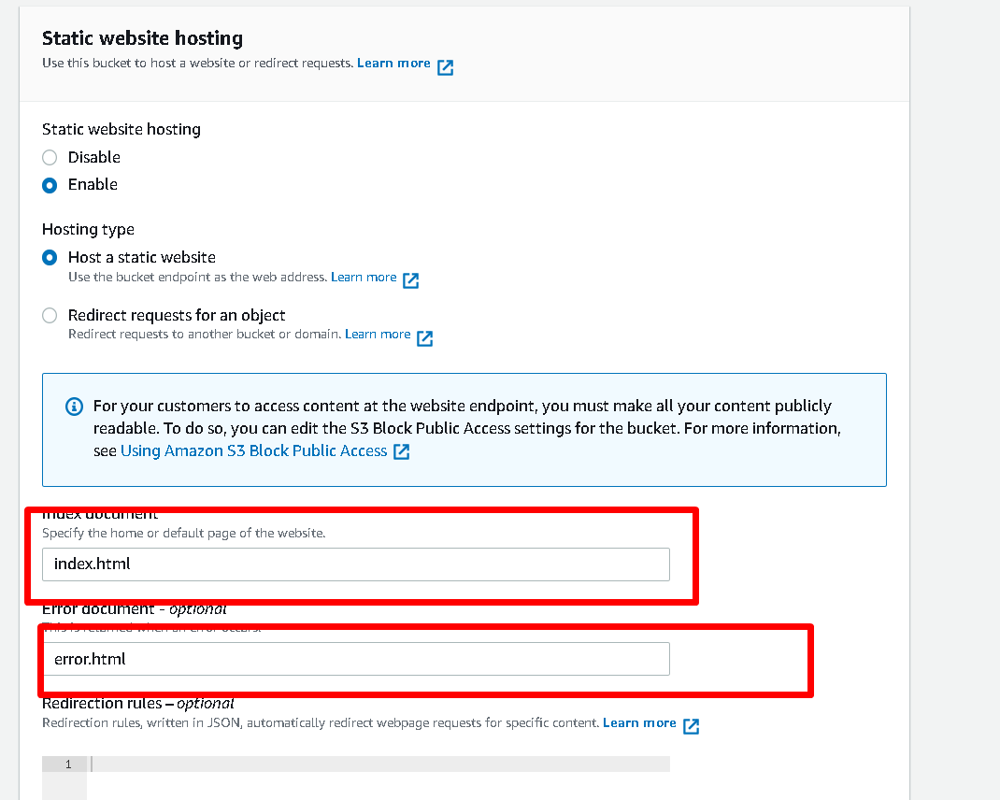 Static website hosting
Use this bucket to host a website or redirect requests. Learn more
Static website hosting
Disable
Enable
Hosting type
Host a static website
Use the bucket endpoint as the web address. Learn more
Redirect requests for an object
Redirect requests to another bucket or domain. Learn more
For your customers to access content at the website endpoint, you must make all your content publicly
readable. To do so, you can edit the S3 Block Public Access settings for the bucket. For more information,
see Using Amazon S3 Block Public Access
Index document
Specify the home or default page of the website.
index.html
Error document - optional
This is returned when an error occurs.
error.html
Redirection rules – optional
Redirection rules, written in JSON, automatically redirect webpage requests for specific content. Learn more
1